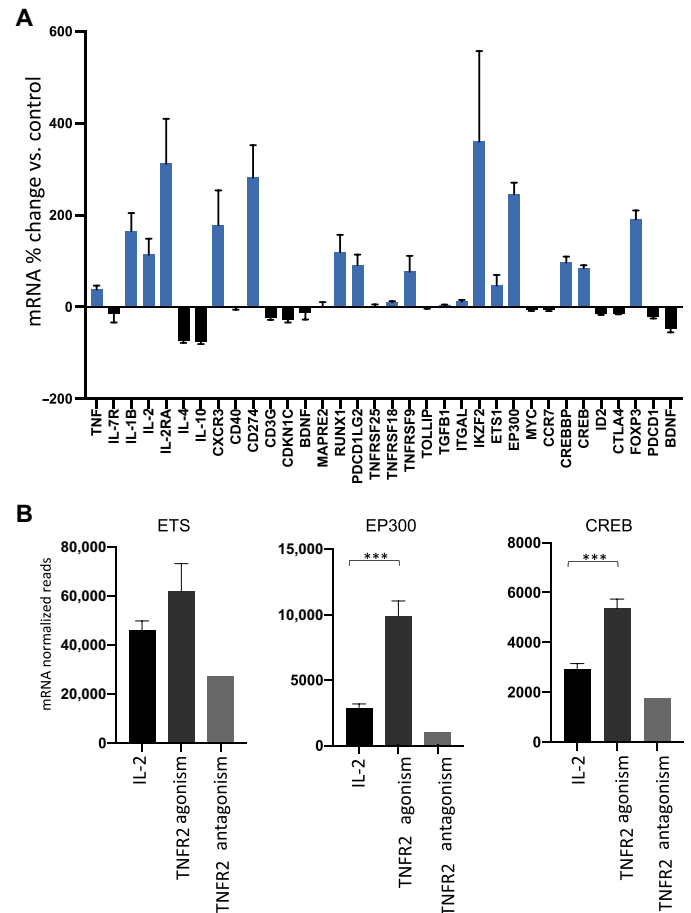 A
mRNA % change vs. control
600
400
200
0
−200
TNF
IL-7R
IL-1B
IL-2
IL-2RA
IL-4
IL-10
CXCR3
CD40
CD274
CD3G
CDKN1C
BDNF
MAPRE2
RUNX1
PDCD1LG2
TNFRSF25
TNFRSF18
TNFRSF9
TOLLIP
TGFB1
ITGAL
IKZF2
ETS1
EP300
MYC
CCR7
CREBBP
CREB
ID2
CTLA4
FOXP3
PDCD1
BDNF
B
mRNA normalized reads
ETS
80,000
60,000
40,000
20,000
0
IL-2
TNFR2 agonism
TNFR2 antagonism
EP300
***
15,000
10,000
5000
0
IL-2
TNFR2 agonism
TNFR2 antagonism
CREB
***
8000
6000
4000
2000
0
IL-2
TNFR2 agonism
TNFR2 antagonism